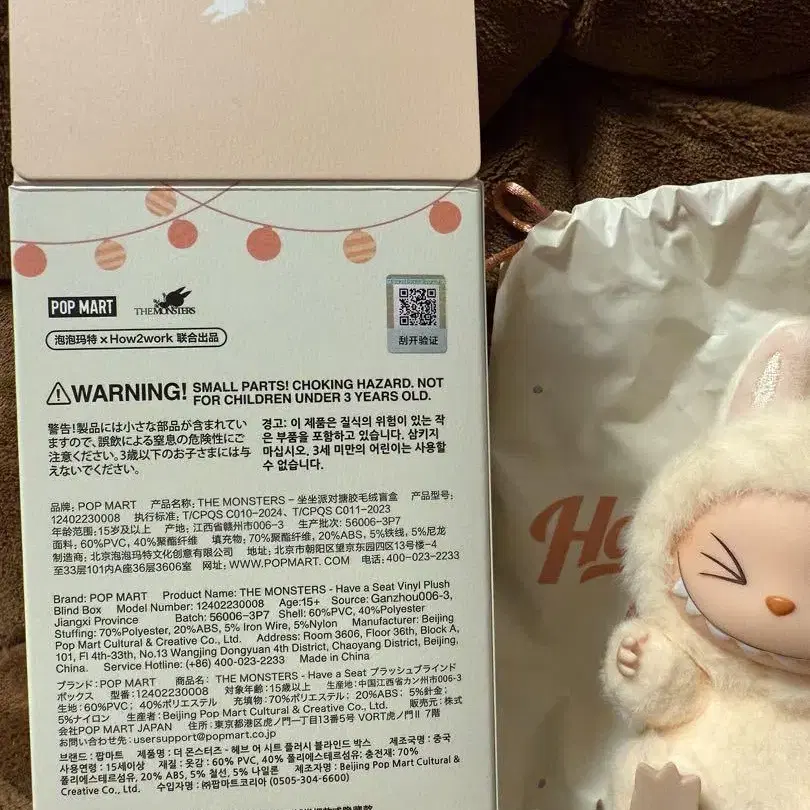 POP MART
THE MONSTERS
泡泡玛特 × How2work 联合出品
刮开验证
WARNING! SMALL PARTS! CHOKING HAZARD. NOT
FOR CHILDREN UNDER 3 YEARS OLD.
警告!製品には小さな部品が含まれてい
ますので、誤飲による窒息の危険性にご
注意ください。3歳以下のお子さまには与
えないでください。
경고: 이 제품은 질식의 위험이 있는 작
은 부품을 포함하고 있습니다. 삼키지
마십시오. 3세 미만의 어린이는 사용할
수 없습니다.
品牌: POP MART 产品名称: THE MONSTERS – 坐坐派对搪胶毛绒盲盒 产品型号:
12402230008 执行标准: T/CPQS C010-2024、T/CPQS C011-2023
年龄范围: 15岁及以上 产地: 江西省赣州市006-3 生产批次: 56006-3P7
面料: 60%PVC, 40%聚酯纤维 填充物: 70%聚酯纤维, 20%ABS, 5%铁线, 5%尼龙
制造商: 北京泡泡玛特文化创意有限公司 地址: 北京市朝阳区望京东园四区13号楼-4
至33层101内A座36层3606室 网址: WWW.POPMART.COM 电话: 400-023-2233
Brand: POP MART Product Name: THE MONSTERS - Have a Seat Vinyl Plush
Blind Box Model Number: 12402230008 Age:15+ Source: Ganzhou006-3,
Jiangxi Province Batch: 56006-3P7 Shell: 60%PVC, 40%Polyester
Stuffing: 70%Polyester, 20%ABS, 5% Iron Wire, 5%Nylon Manufacturer: Beijing
Pop Mart Cultural & Creative Co., Ltd. Address: Room 3606, Floor 36th, Block A,
101, Fl 4th-33th, No.13 Wangjing Dongyuan 4th District, Chaoyang District, Beijing,
China. Service Hotline: (+86) 400-023-2233 Made in China
ブランド: POP MART 商品名: THE MONSTERS - Have a Seat プラッシュブラインド
ボックス 型番: 12402230008 対象年齢: 15歳以上 生産地: 中国江西省カン州市006-3
生地: 60%PVC; 40%ポリエステル 充填物: 70%ポリエステル; 20%ABS; 5%針金;
5%ナイロン 生産者: Beijing Pop Mart Cultural & Creative Co., Ltd. 販売元: 株式
会社POP MART JAPAN 住所: 東京都港区虎ノ門一丁目13番5号 VORT虎ノ門II 7階
お問い合わせ先: usersupport@popmart.co.jp
브랜드: 팝마트 제품명: 더 몬스터즈 - 헤브 어 시트 플러시 블라인드 박스 제조국명: 중국
사용연령: 15세이상 재질: 옷감: 60% PVC, 40% 폴리에스테르섬유; 충전재: 70%
폴리에스테르섬유, 20% ABS, 5% 철선, 5% 나일론 제조자명: Beijing Pop Mart Cultural &
Creative Co., Ltd. 수입자명: ㈜팝마트코리아 (0505-304-6600)